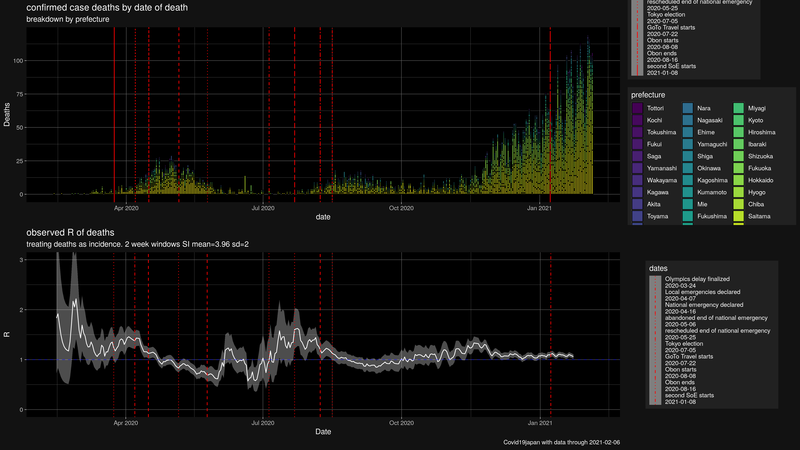 confirmed case deaths by date of death
breakdown by prefecture
Deaths
100
75
50
25
0
Apr 2020
Jul 2020
Oct 2020
Jan 2021
date
rescheduled end of national emergency
2020-05-25
Tokyo election
2020-07-05
GoTo Travel starts
2020-07-22
Obon starts
2020-08-08
Obon ends
2020-08-16
second SoE starts
2021-01-08
prefecture
Tottori Nara Miyagi
Kochi Nagasaki Kyoto
Tokushima Ehime Hiroshima
Fukui Yamaguchi Ibaraki
Saga Shiga Shizuoka
Yamanashi Okinawa Fukuoka
Wakayama Kagoshima Hokkaido
Kagawa Kumamoto Hyogo
Akita Mie Chiba
Toyama Fukushima Saitama
observed R of deaths
treating deaths as incidence. 2 week windows SI mean=3.96 sd=2
R
3
2
1
0
Apr 2020
Jul 2020
Oct 2020
Jan 2021
Date
dates
Olympics delay finalized
2020-03-24
Local emergencies declared
2020-04-07
National emergency declared
2020-04-16
abandoned end of national emergency
2020-05-06
rescheduled end of national emergency
2020-05-25
Tokyo election
2020-07-05
GoTo Travel starts
2020-07-22
Obon starts
2020-08-08
Obon ends
2020-08-16
second SoE starts
2021-01-08
Covid19japan with data through 2021-02-06